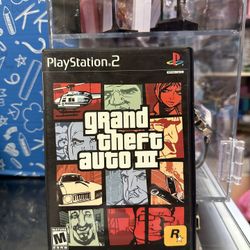 PlayStation 2
grand
theft
auto III
M
R